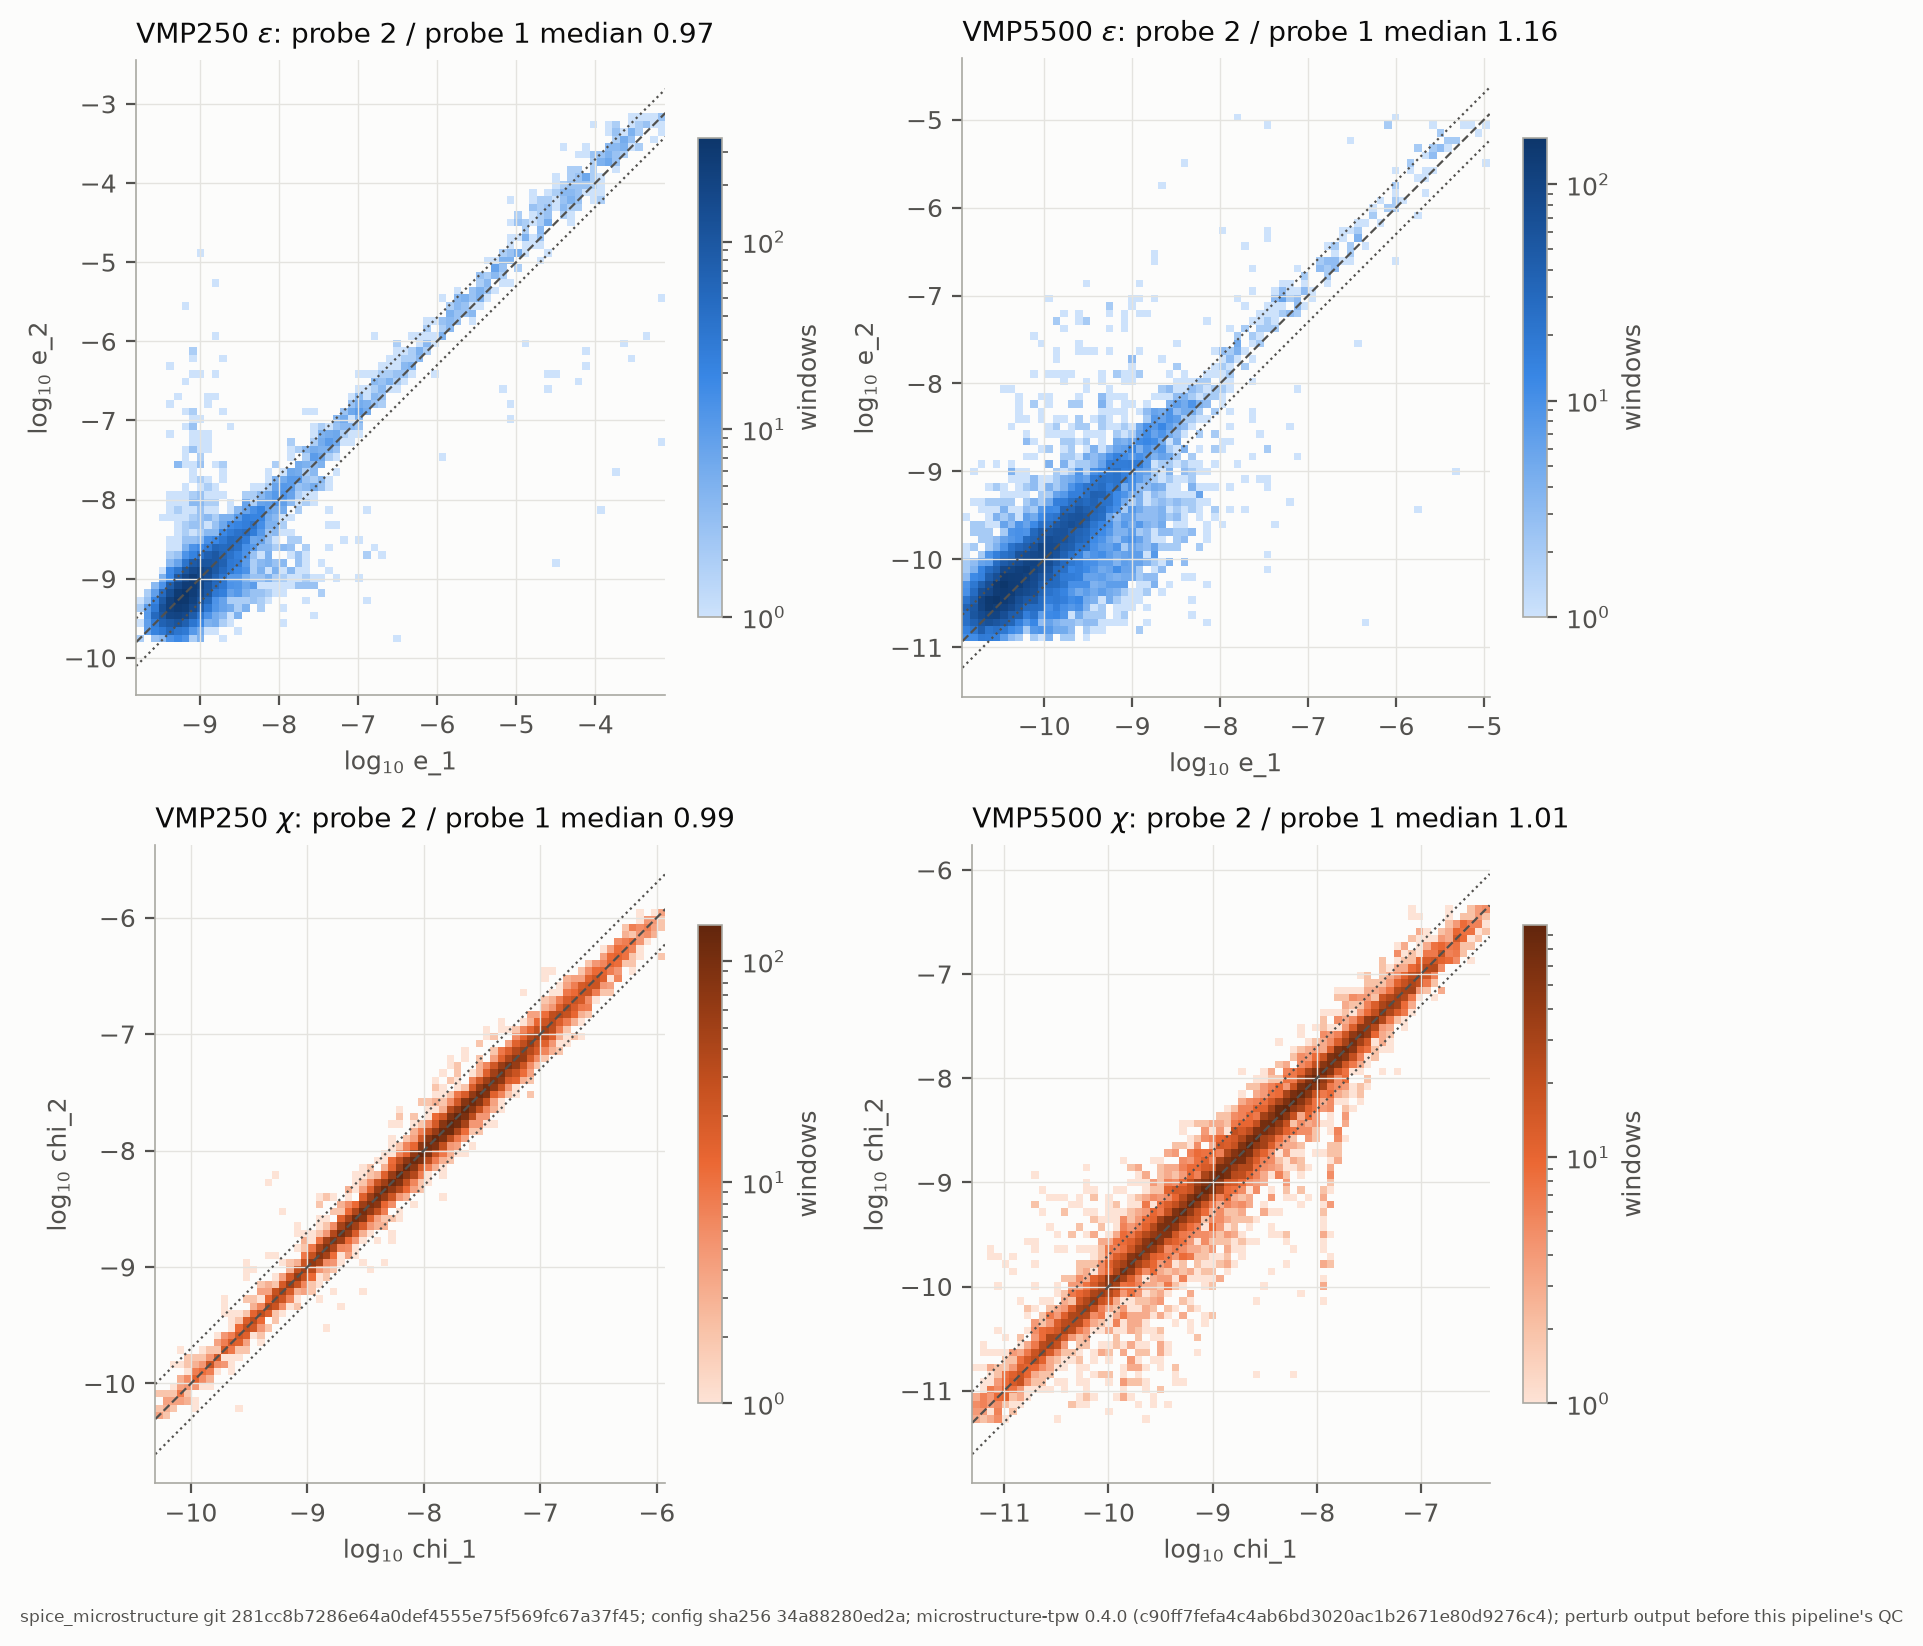 VMP250 ε: probe 2 / probe 1 median 0.97
−3
−4
−5
−6
−7
−8
−9
−10
log₁₀ e_2
−9 −8 −7 −6 −5 −4
log₁₀ e_1
10²
10¹
10⁰
windows
VMP5500 ε: probe 2 / probe 1 median 1.16
−5
−6
−7
−8
−9
−10
−11
log₁₀ e_2
−10 −9 −8 −7 −6 −5
log₁₀ e_1
10²
10¹
10⁰
windows
VMP250 χ: probe 2 / probe 1 median 0.99
−6
−7
−8
−9
−10
log₁₀ chi_2
−10 −9 −8 −7 −6
log₁₀ chi_1
10²
10¹
10⁰
windows
VMP5500 χ: probe 2 / probe 1 median 1.01
−6
−7
−8
−9
−10
−11
log₁₀ chi_2
−11 −10 −9 −8 −7
log₁₀ chi_1
10¹
10⁰
windows
spice_microstructure git 281cc8b7286e64a0def4555e75f569fc67a37f45; config sha256 34a88280ed2a; microstructure-tpw 0.4.0 (c90ff7fefa4c4ab6bd3020ac1b2671e80d9276c4); perturb output before this pipeline's QC